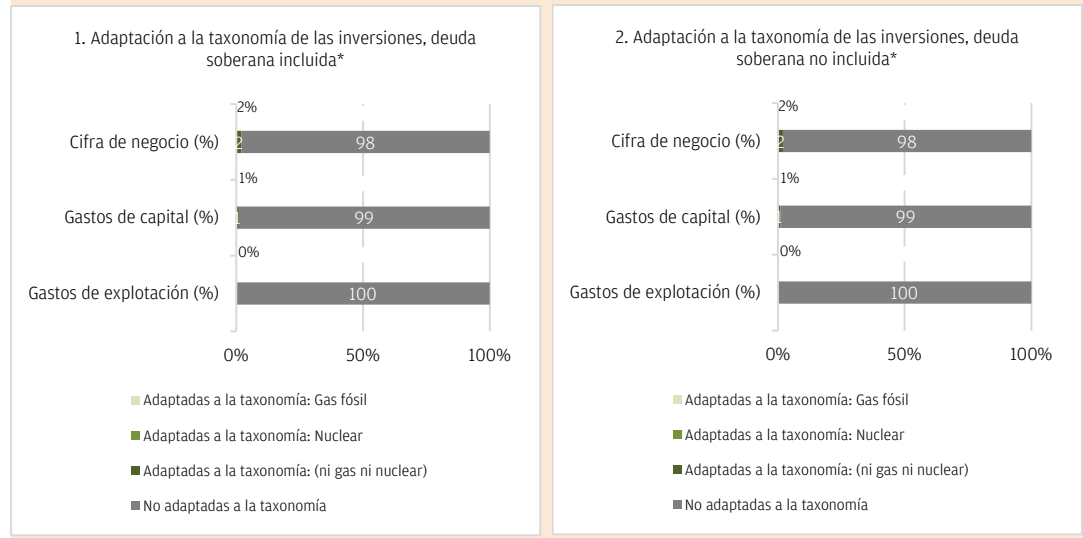 1. Adaptación a la taxonomía de las inversiones, deuda
soberana incluida*
2%
Cifra de negocio (%)
2 98
1%
Gastos de capital (%)
1 99
0%
Gastos de explotación (%)
100
0% 50% 100%
Adaptadas a la taxonomía: Gas fósil
Adaptadas a la taxonomía: Nuclear
Adaptadas a la taxonomía: (ni gas ni nuclear)
No adaptadas a la taxonomía
2. Adaptación a la taxonomía de las inversiones, deuda
soberana no incluida*
2%
Cifra de negocio (%)
2 98
1%
Gastos de capital (%)
1 99
0%
Gastos de explotación (%)
100
0% 50% 100%
Adaptadas a la taxonomía: Gas fósil
Adaptadas a la taxonomía: Nuclear
Adaptadas a la taxonomía: (ni gas ni nuclear)
No adaptadas a la taxonomía